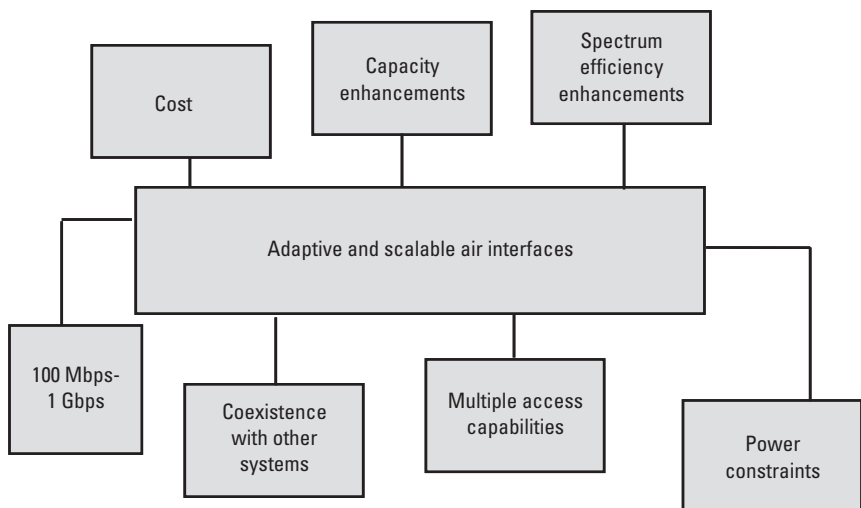 Cost
Capacity
enhancements
Spectrum
efficiency
enhancements
Adaptive and scalable air interfaces
100 Mbps-
1 Gbps
Coexistence
with other
systems
Multiple access
capabilities
Power
constraints